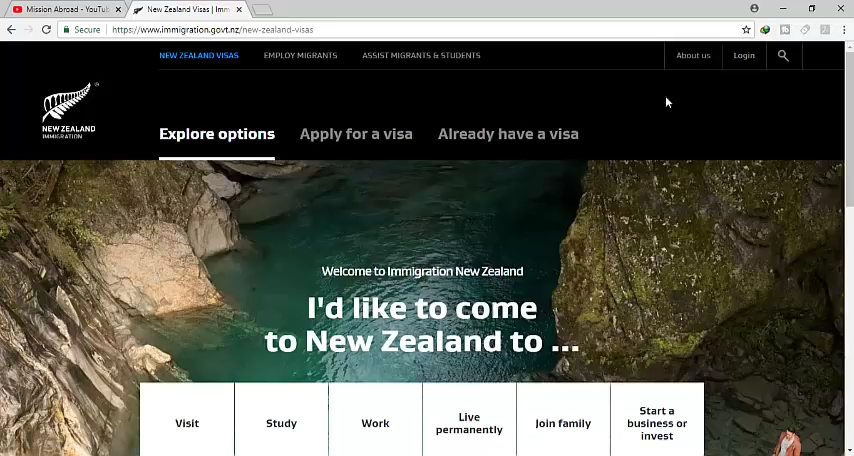 Mission Abroad - YouTub
New Zealand Visas | Imm
Secure
https://www.immigration.govt.nz/new-zealand-visas
NEW ZEALAND VISAS
EMPLOY MIGRANTS
ASSIST MIGRANTS & STUDENTS
About us
Login
NEW ZEALAND
IMMIGRATION
Explore options
Apply for a visa
Already have a visa
Welcome to Immigration New Zealand
I'd like to come
to New Zealand to ...
Visit
Study
Work
Live
permanently
Join family
Start a
business or
invest